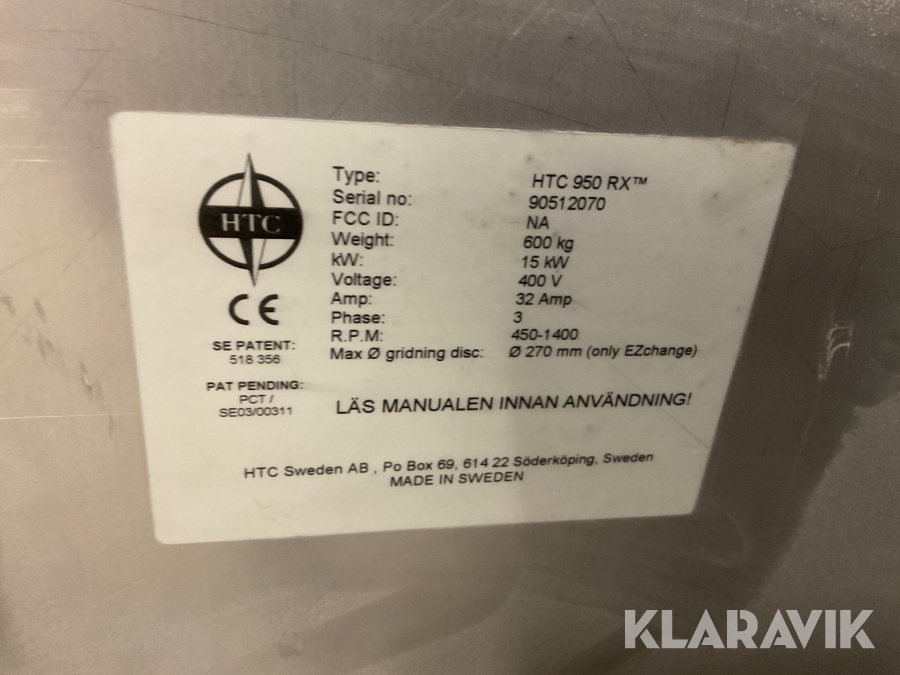 HTC
CE
SE PATENT:
518 356
PAT PENDING:
PCT /
SE03/00311
Type: HTC 950 RX™
Serial no: 90512070
FCC ID: NA
Weight: 600 kg
kW: 15 kW
Voltage: 400 V
Amp: 32 Amp
Phase: 3
R.P.M: 450-1400
Max Ø gridning disc: Ø 270 mm (only EZchange)
LÄS MANUALEN INNAN ANVÄNDNING!
HTC Sweden AB , Po Box 69, 614 22 Söderköping, Sweden
MADE IN SWEDEN
KLARAVIK